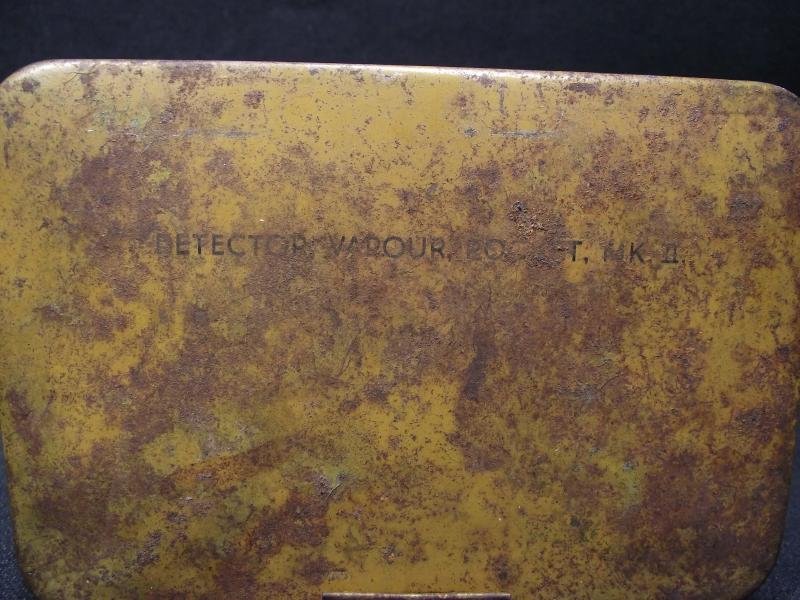 DETECTOR, VAPOUR, MK. II.